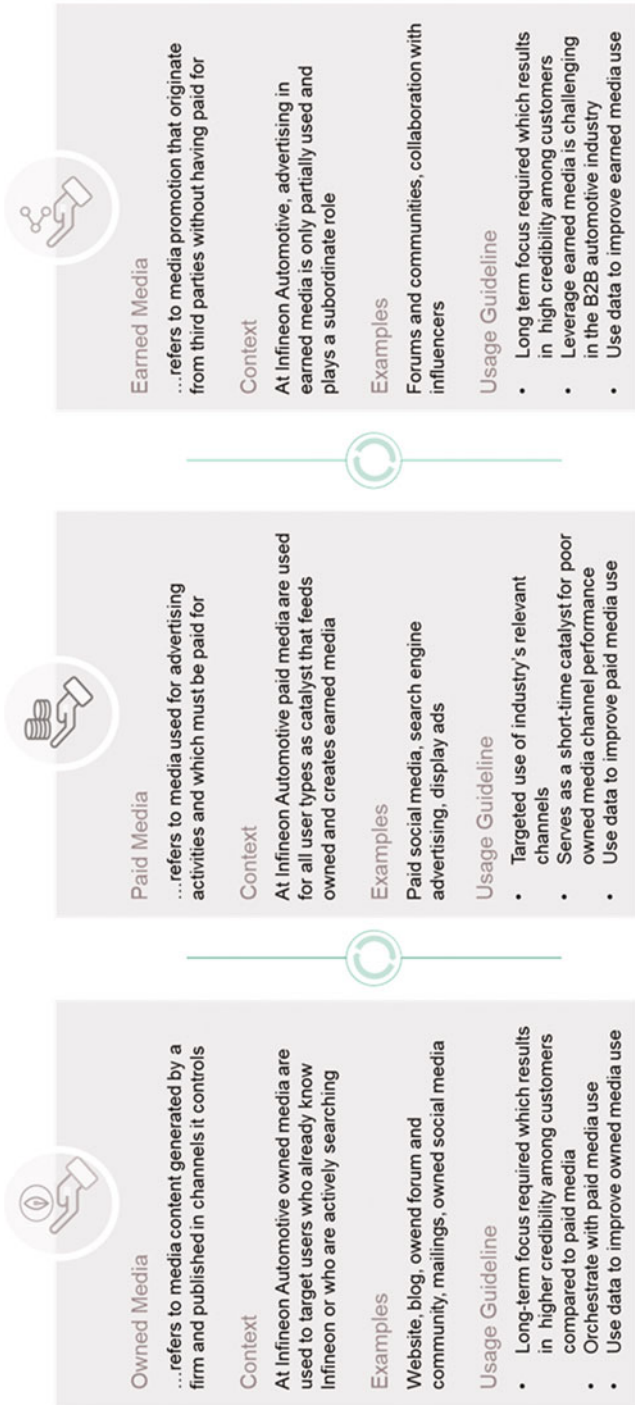 Owned Media
…refers to media content generated by a
firm and published in channels it controls
Context
At Infineon Automotive owned media are
used to target users who already know
Infineon or who are actively searching
Examples
Website, blog, owend forum and
community, mailings, owned social media
Usage Guideline
• Long-term focus required which results
in higher credibility among customers
compared to paid media
• Orchestrate with paid media use
• Use data to improve owned media use
Paid Media
…refers to media used for advertising
activities and which must be paid for
Context
At Infineon Automotive paid media are used
for all user types as catalyst that feeds
owned and creates earned media
Examples
Paid social media, search engine
advertising, display ads
Usage Guideline
• Targeted use of industry's relevant
channels
• Serves as a short-time catalyst for poor
owned media channel performance
• Use data to improve paid media use
Earned Media
…refers to media promotion that originate
from third parties without having paid for
Context
At Infineon Automotive, advertising in
earned media is only partially used and
plays a subordinate role
Examples
Forums and communities, collaboration with
influencers
Usage Guideline
• Long term focus required which results
in high credibility among customers
• Leverage earned media is challenging
in the B2B automotive industry
• Use data to improve earned media use